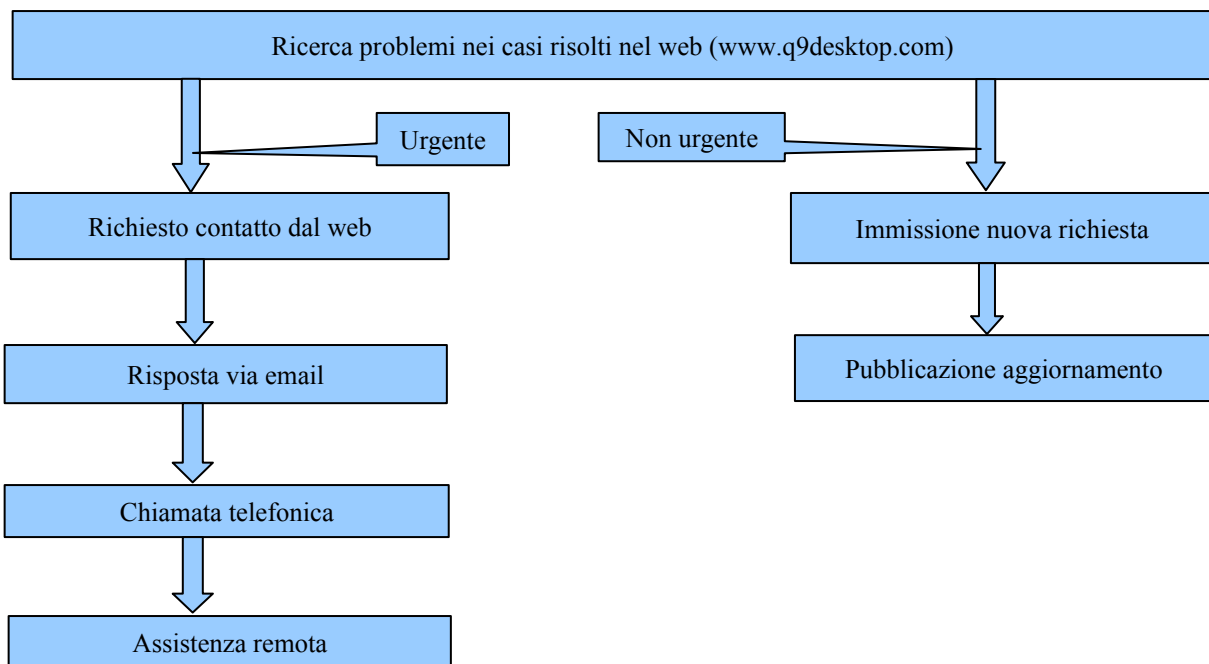 Ricerca problemi nei casi risolti nel web (www.q9desktop.com)
Urgente
Non urgente
Richiesto contatto dal web
Immissione nuova richiesta
Risposta via email
Pubblicazione aggiornamento
Chiamata telefonica
Assistenza remota